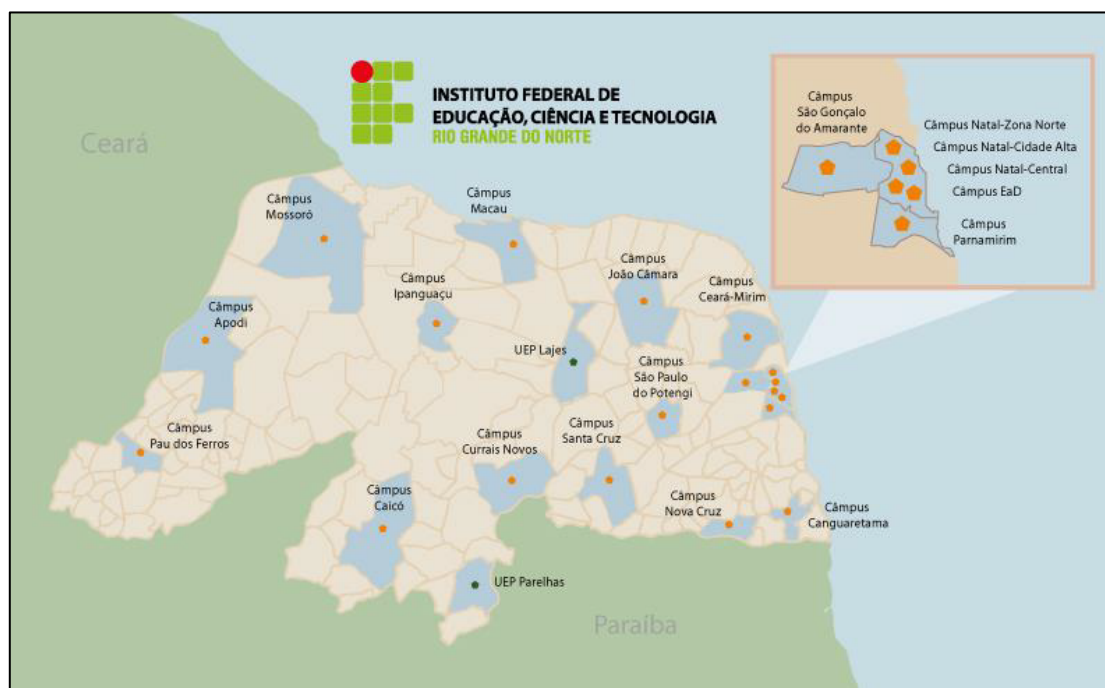 Ceará
INSTITUTO FEDERAL DE
EDUCAÇÃO, CIÊNCIA E TECNOLOGIA
RIO GRANDE DO NORTE
Câmpus
São Gonçalo
do Amarante
Câmpus Natal-Zona Norte
Câmpus Natal-Cidade Alta
Câmpus Natal-Central
Câmpus EaD
Câmpus
Parnamirim
Câmpus
Mossoró
Câmpus
Macau
Câmpus
João Câmara
Câmpus
Ceará-Mirim
Câmpus
Ipanguaçu
Câmpus
Apodi
UEP Lajes
Câmpus
São Paulo
do Potengi
Câmpus
Pau dos Ferros
Câmpus
Currais Novos
Câmpus
Santa Cruz
Câmpus
Caicó
Câmpus
Nova Cruz
Câmpus
Canguaretama
UEP Parelhas
Paraíba